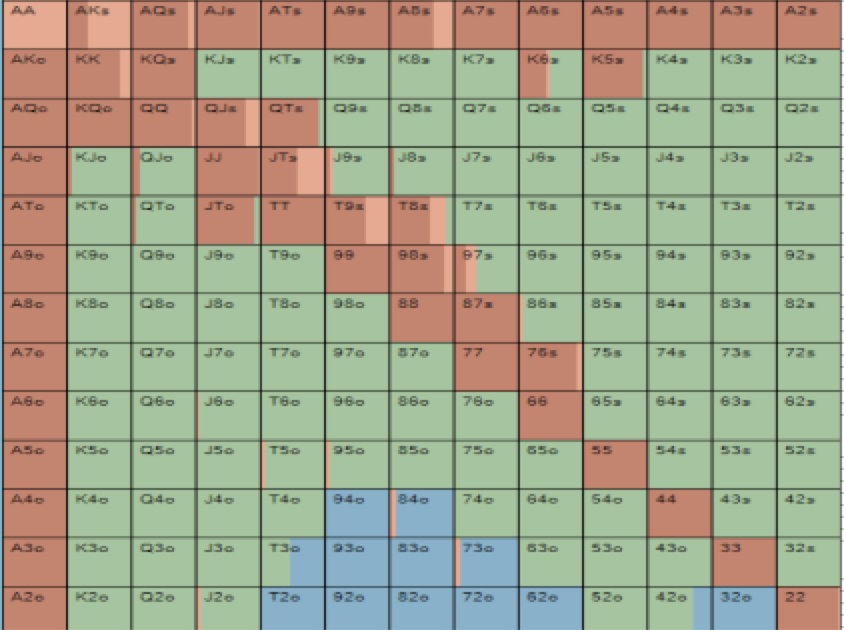 AA AKs AQs AJs ATs A9s A8s A7s A6s A5s A4s A3s A2s
AKo KK KQs KJs KTs K9s K8s K7s K6s K5s K4s K3s K2s
AQo KQo QQ QJs QTs Q9s Q8s Q7s Q6s Q5s Q4s Q3s Q2s
AJo KJo QJo JJ JTs J9s J8s J7s J6s J5s J4s J3s J2s
ATo KTo QTo JTo TT T9s T8s T7s T6s T5s T4s T3s T2s
A9o K9o Q9o J9o T9o 99 98s 97s 96s 95s 94s 93s 92s
A8o K8o Q8o J8o T8o 98o 88 87s 86s 85s 84s 83s 82s
A7o K7o Q7o J7o T7o 97o 87o 77 76s 75s 74s 73s 72s
A6o K6o Q6o J6o T6o 96o 86o 76o 66 65s 64s 63s 62s
A5o K5o Q5o J5o T5o 95o 85o 75o 65o 55 54s 53s 52s
A4o K4o Q4o J4o T4o 94o 84o 74o 64o 54o 44 43s 42s
A3o K3o Q3o J3o T3o 93o 83o 73o 63o 53o 43o 33 32s
A2o K2o Q2o J2o T2o 92o 82o 72o 62o 52o 42o 32o 22